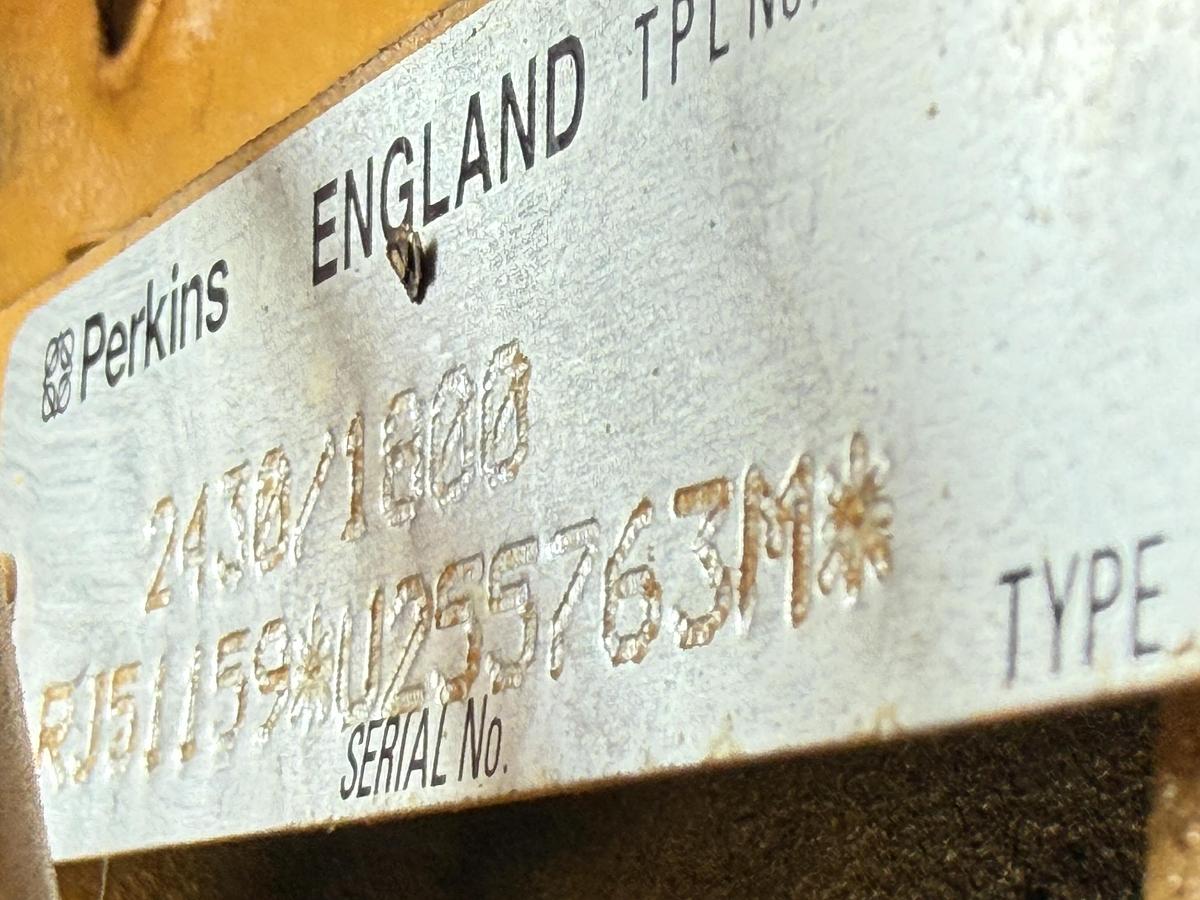 Perkins ENGLAND TPL No.
2430/1800
RJ51159*U255763M*
SERIAL No. TYPE